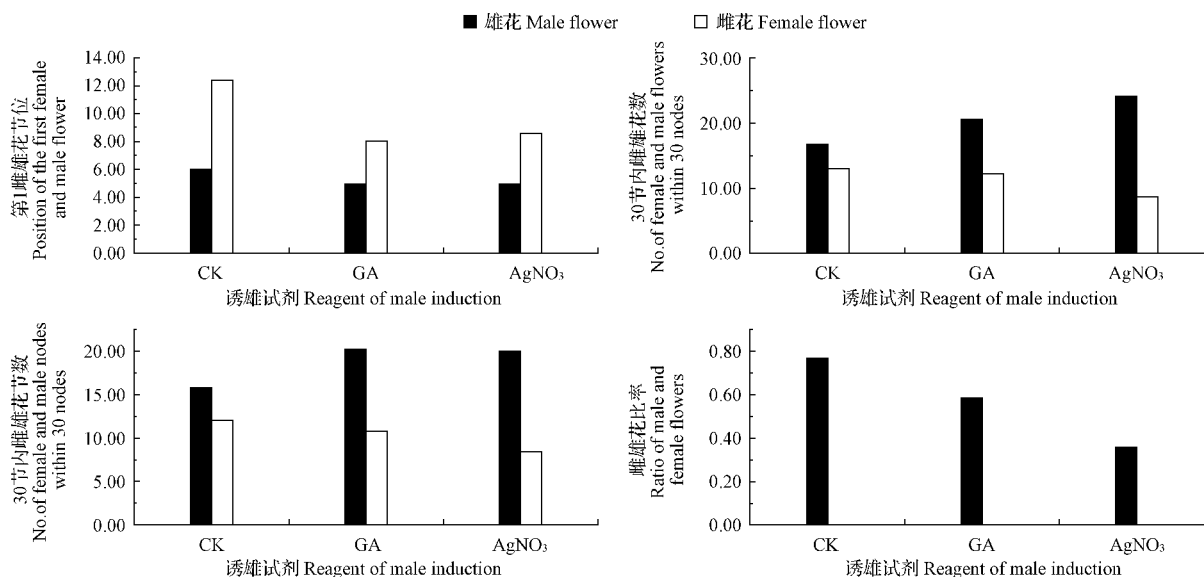 雄花 Male flower
雌花 Female flower
第1雌雄花节位
Position of the first female
and male flower
14.00
12.00
10.00
8.00
6.00
4.00
2.00
0.00
CK
GA
AgNO₃
诱雄试剂 Reagent of male induction
30节内雌雄花数
No.of female and male flowers
within 30 nodes
30.00
20.00
10.00
0.00
CK
GA
AgNO₃
诱雄试剂 Reagent of male induction
30节内雌雄花节数
No.of female and male nodes
within 30 nodes
20.00
15.00
10.00
5.00
0.00
CK
GA
AgNO₃
诱雄试剂 Reagent of male induction
雌雄花比率
Ratio of male and
female flowers
0.80
0.60
0.40
0.20
0.00
CK
GA
AgNO₃
诱雄试剂 Reagent of male induction